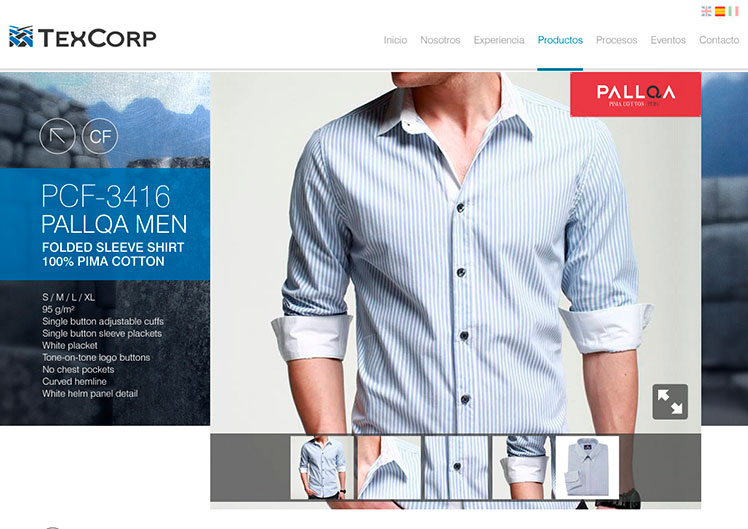 TEXCORP
Inicio Nosotros Experiencia Productos Procesos Eventos Contacto
PALLQA
PIMA COTTON PERU
CF
PCF-3416
PALLQA MEN
FOLDED SLEEVE SHIRT
100% PIMA COTTON
S / M / L / XL
95 g/m²
Single button adjustable cuffs
Single button sleeve plackets
White placket
Tone-on-tone logo buttons
No chest pockets
Curved hemline
White helm panel detail